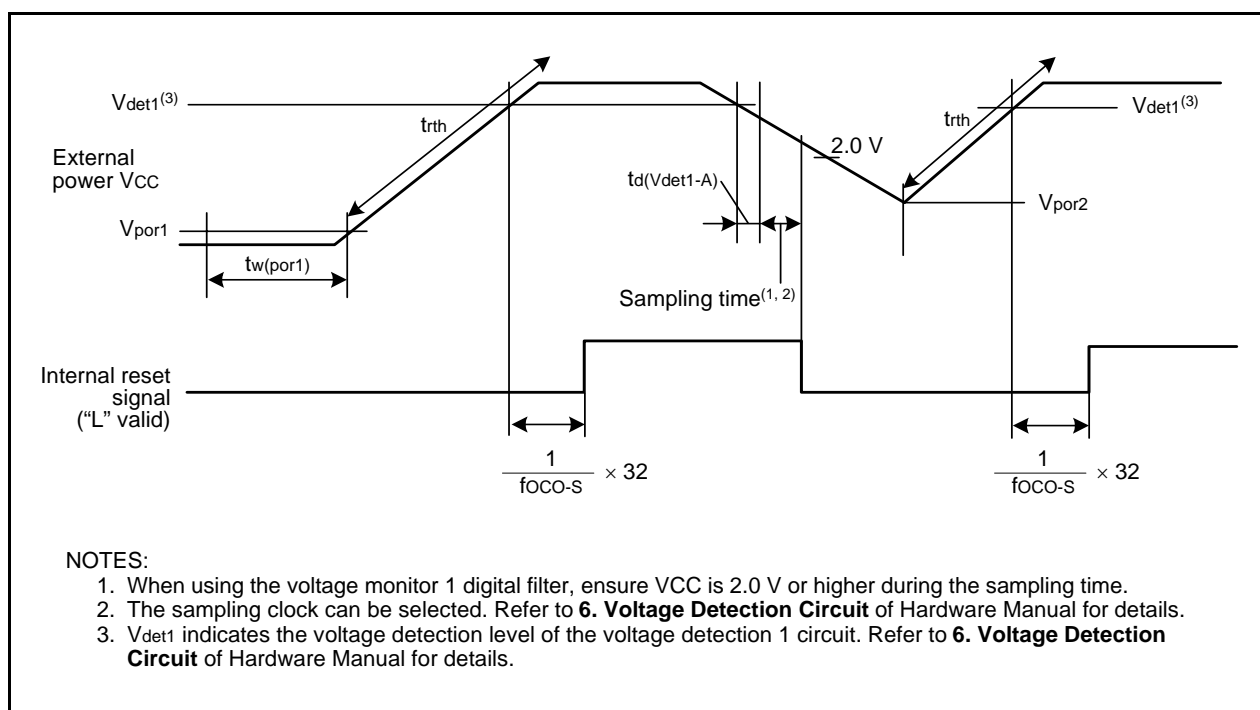 Vdet1(3)
trth
External
power VCC
Vpor1
tw(por1)
td(Vdet1-A)
Sampling time(1, 2)
2.0 V
trth
Vdet1(3)
Vpor2
Internal reset
signal
(“L” valid)
1
fOCO-S
× 32
1
fOCO-S
× 32
NOTES:
1. When using the voltage monitor 1 digital filter, ensure VCC is 2.0 V or higher during the sampling time.
2. The sampling clock can be selected. Refer to 6. Voltage Detection Circuit of Hardware Manual for details.
3. Vdet1 indicates the voltage detection level of the voltage detection 1 circuit. Refer to 6. Voltage Detection
Circuit of Hardware Manual for details.